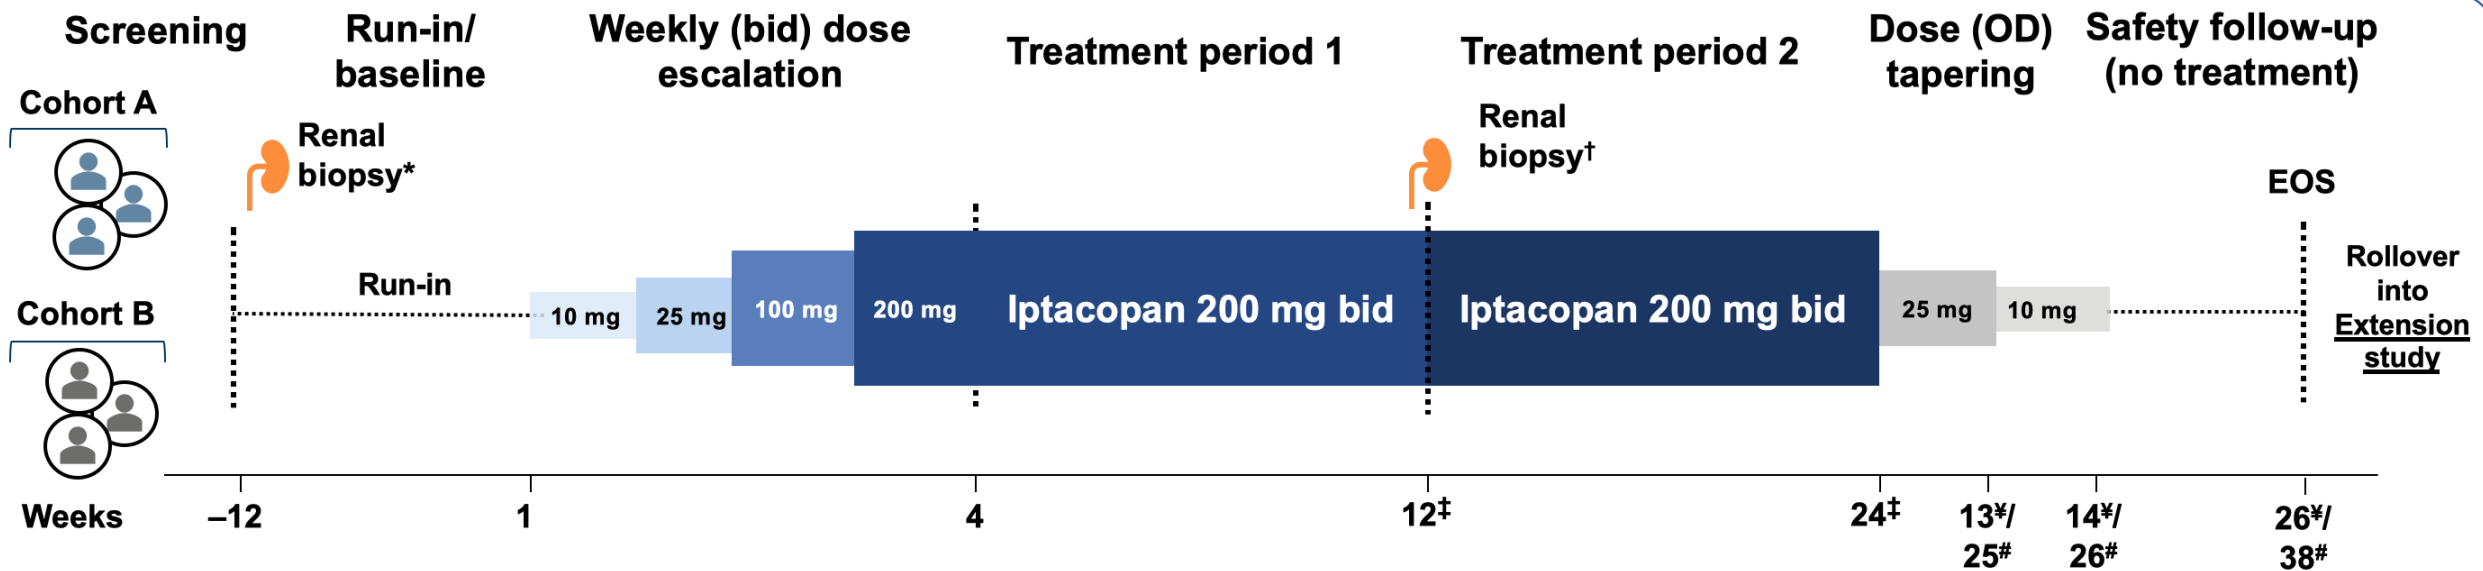 Screening
Run-in/
baseline
Weekly (bid) dose
escalation
Treatment period 1
Treatment period 2
Dose (OD)
tapering
Safety follow-up
(no treatment)
Cohort A
Renal
biopsy*
Renal
biopsy†
EOS
Cohort B
Run-in
10 mg
25 mg
100 mg
200 mg
Iptacopan 200 mg bid
Iptacopan 200 mg bid
25 mg
10 mg
Rollover
into
Extension
study
Weeks
–12
1
4
12‡
24‡
13¥/
25#
14¥/
26#
26¥/
38#